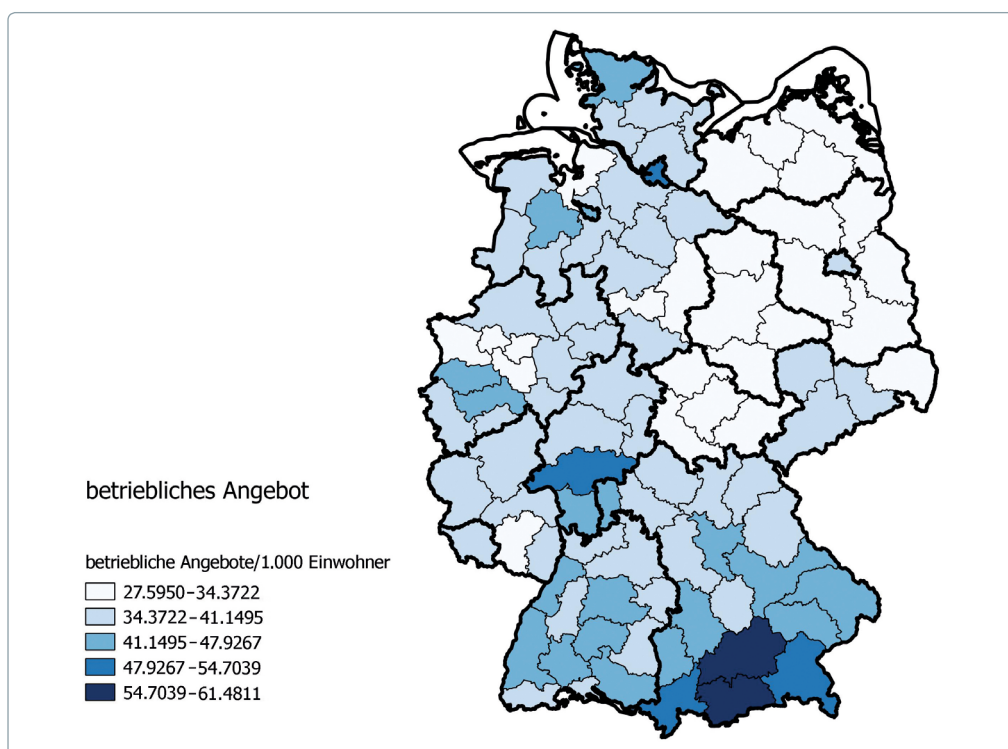 betriebliches Angebot
betriebliche Angebote/1.000 Einwohner
27.5950–34.3722
34.3722–41.1495
41.1495–47.9267
47.9267–54.7039
54.7039–61.4811